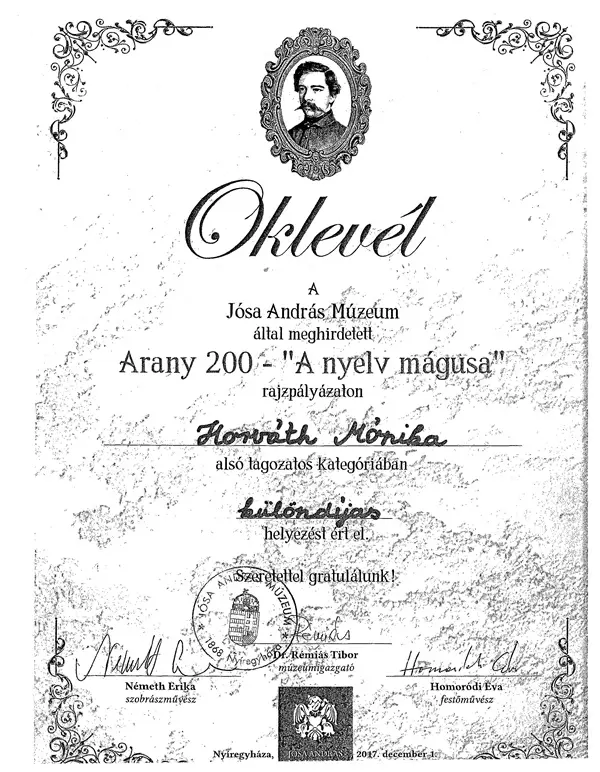 Oklevél
A
Jósa András Múzeum
által meghirdetett
Arany 200 - "A nyelv mágusa"
rajzpályázaton
Horváth Mónika
alsó tagozatos kategóriában
különdíjas
helyezést ért el.
Szeretettel gratulálunk!
* JÓSA ANDRÁS MÚZEUM * 1868 Nyíregyháza
Dr. Rémiás Tibor
múzeumigazgató
Németh Erika
szobrászművész
Homoródi Éva
festőművész
JÓSA ANDRÁS
Nyíregyháza, 2017. december 1.